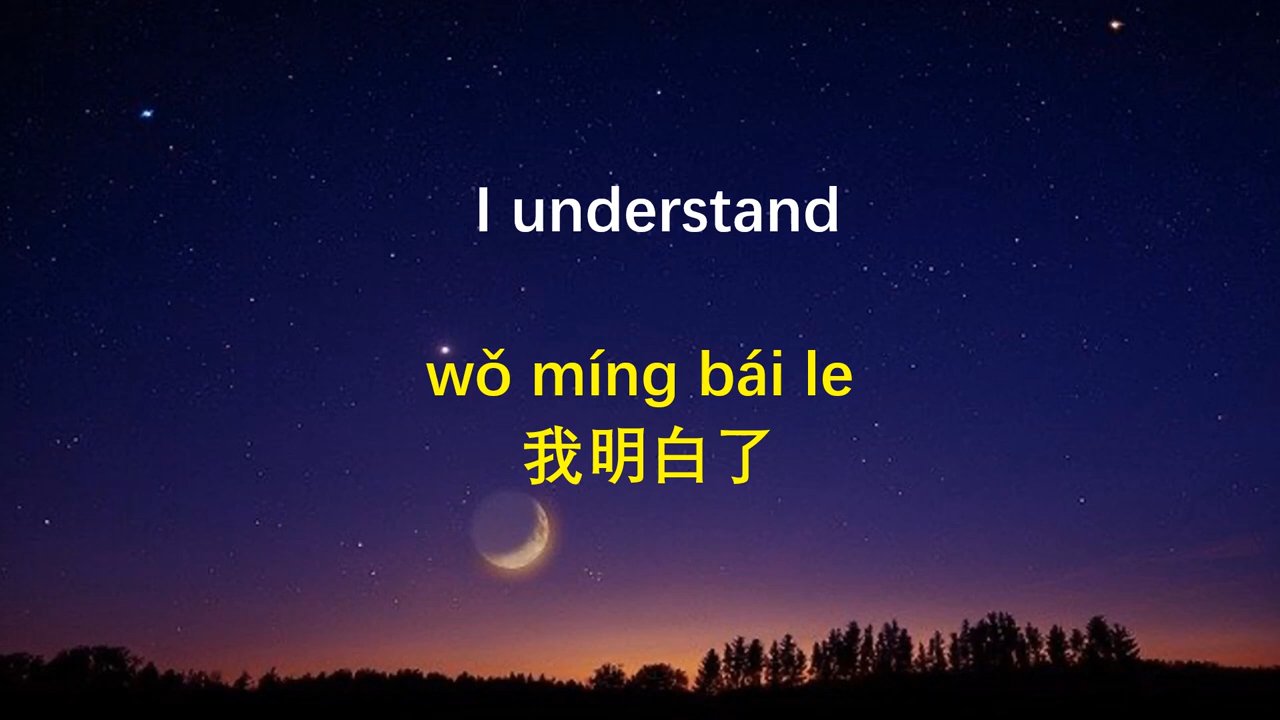 I understand
wǒ míng bái le
我明白了